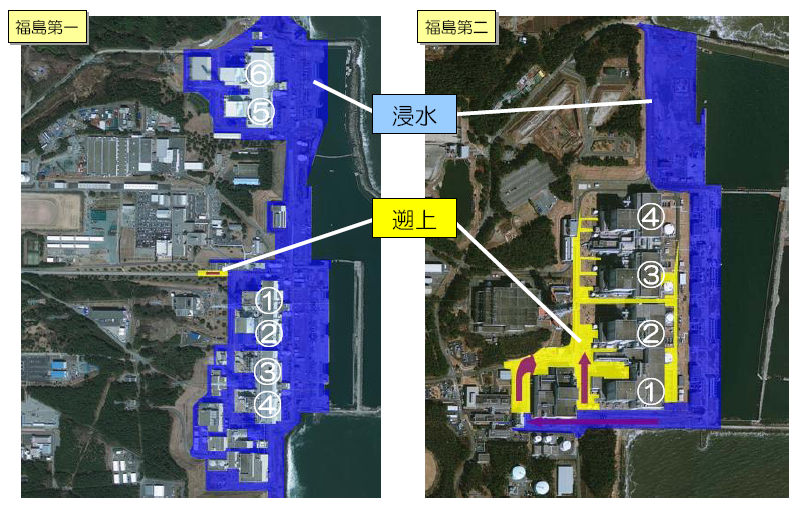 福島第一
福島第二
⑥
⑤
浸水
遡上
①
②
③
④
④
③
②
①